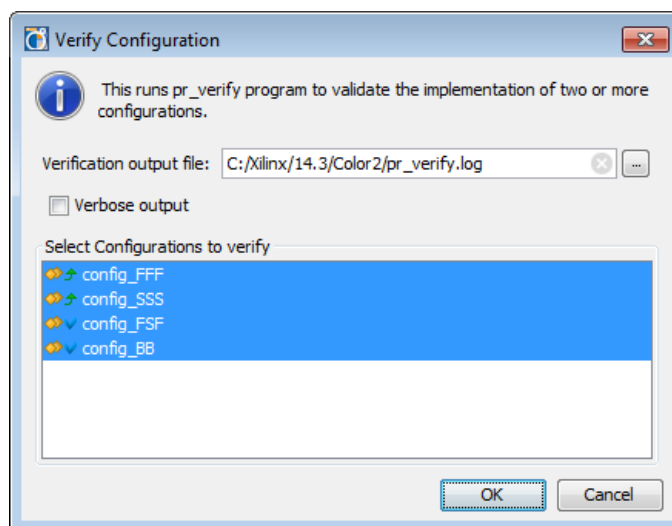 Verify Configuration
This runs pr_verify program to validate the implementation of two or more
configurations.
Verification output file: C:/Xilinx/14.3/Color2/pr_verify.log ...
Verbose output
Select Configurations to verify
config_FFF
config_SSS
config_FSF
config_BB
OK Cancel